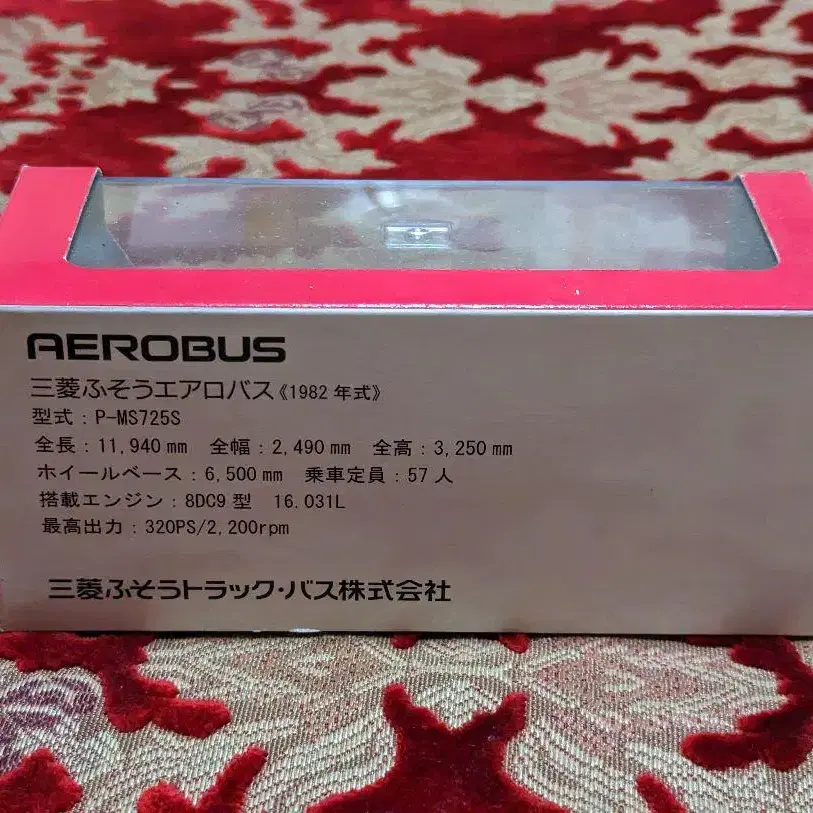 AEROBUS
三菱ふそうエアロバス《1982年式》
型式：P-MS725S
全長：11,940mm 全幅：2,490mm 全高：3,250mm
ホイールベース：6,500mm 乗車定員：57人
搭載エンジン：8DC9型 16.031L
最高出力：320PS/2,200rpm
三菱ふそうトラック・バス株式会社